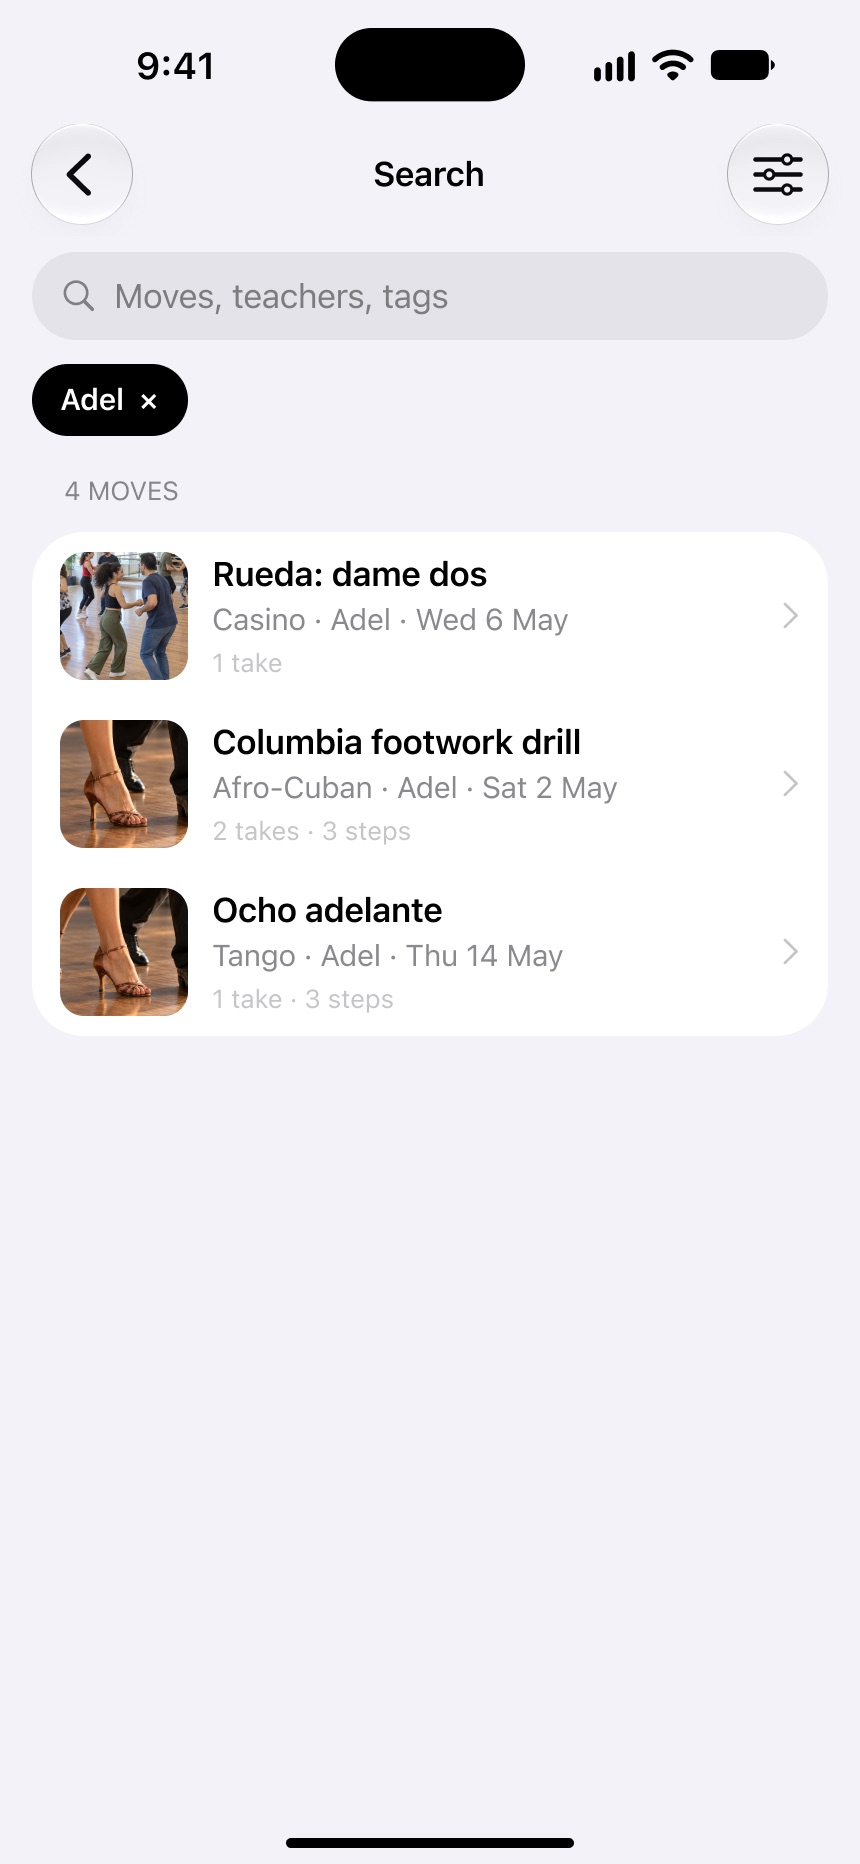 9:41
Search
Moves, teachers, tags
Adel ×
4 MOVES
Rueda: dame dos
Casino · Adel · Wed 6 May
1 take
Columbia footwork drill
Afro-Cuban · Adel · Sat 2 May
2 takes · 3 steps
Ocho adelante
Tango · Adel · Thu 14 May
1 take · 3 steps